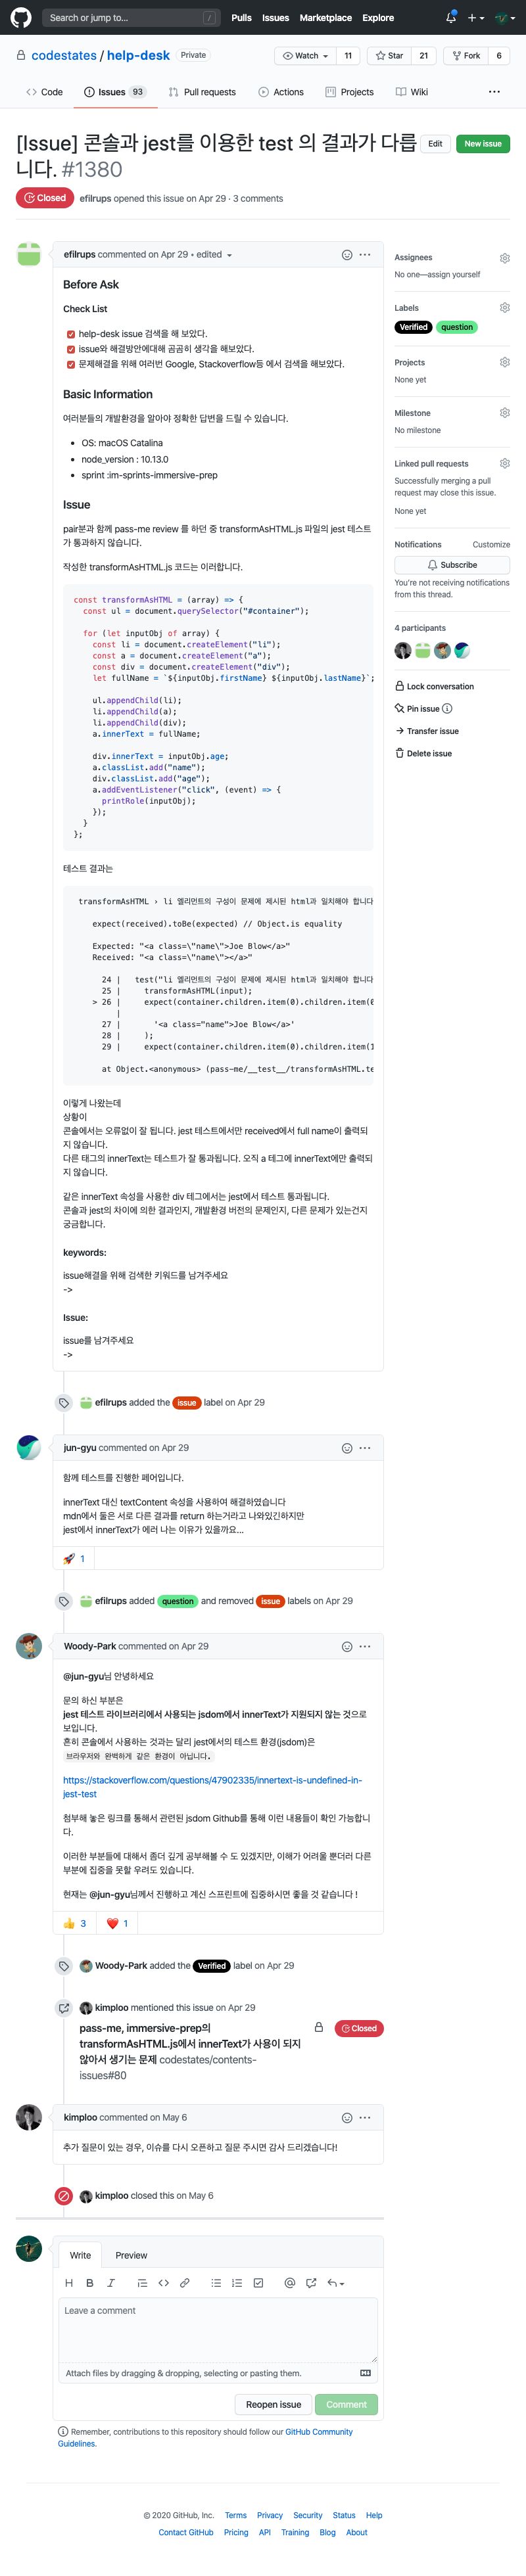 Search or jump to... /
Pulls Issues Marketplace Explore
codestates / help-desk Private
Watch 11 Star 21 Fork 6
Code Issues 93 Pull requests Actions Projects Wiki
[Issue] 콘솔과 jest를 이용한 test 의 결과가 다릅
니다. #1380
Edit New issue
Closed efilrups opened this issue on Apr 29 · 3 comments
efilrups commented on Apr 29 • edited
Before Ask
Check List
help-desk issue 검색을 해 보았다.
issue와 해결방안에대해 곰곰히 생각을 해보았다.
문제해결을 위해 여러번 Google, Stackoverflow등 에서 검색을 해보았다.
Basic Information
여러분들의 개발환경을 알아야 정확한 답변을 드릴 수 있습니다.
• OS: macOS Catalina
• node_version : 10.13.0
• sprint :im-sprints-immersive-prep
Issue
pair분과 함께 pass-me review 를 하던 중 transformAsHTML.js 파일의 jest 테스트
가 통과하지 않습니다.
작성한 transformAsHTML.js 코드는 이러합니다.
const transformAsHTML = (array) => {
const ul = document.querySelector("#container");
for (let inputObj of array) {
const li = document.createElement("li");
const a = document.createElement("a");
const div = document.createElement("div");
let fullName = `${inputObj.firstName} ${inputObj.lastName}`;
ul.appendChild(li);
li.appendChild(a);
li.appendChild(div);
a.innerText = fullName;
div.innerText = inputObj.age;
a.classList.add("name");
div.classList.add("age");
a.addEventListener("click", (event) => {
printRole(inputObj);
});
}
};
테스트 결과는
transformAsHTML › li 엘리먼트의 구성이 문제에 제시된 html과 일치해야 합니다
expect(received).toBe(expected) // Object.is equality
Expected: "<a class=\"name\">Joe Blow</a>"
Received: "<a class=\"name\"></a>"
24 | test("li 엘리먼트의 구성이 문제에 제시된 html과 일치해야 합니다
25 | transformAsHTML(input);
> 26 | expect(container.children.item(0).children.item(0
|
27 | '<a class="name">Joe Blow</a>'
28 | );
29 | expect(container.children.item(0).children.item(1
at Object.<anonymous> (pass-me/__test__/transformAsHTML.te
이렇게 나왔는데
상황이
콘솔에서는 오류없이 잘 됩니다. jest 테스트에서만 received에서 full name이 출력되
지 않습니다.
다른 태그의 innerText는 테스트가 잘 통과됩니다. 오직 a 테그에 innerText에만 출력되
지 않습니다.
같은 innerText 속성을 사용한 div 테그에서는 jest에서 테스트 통과됩니다.
콘솔과 jest의 차이에 의한 결과인지, 개발환경 버전의 문제인지, 다른 문제가 있는건지
궁금합니다.
keywords:
issue해결을 위해 검색한 키워드를 남겨주세요
->
Issue:
issue를 남겨주세요
->
Assignees
No one—assign yourself
Labels
Verified question
Projects
None yet
Milestone
No milestone
Linked pull requests
Successfully merging a pull
request may close this issue.
None yet
Notifications Customize
Subscribe
You're not receiving notifications
from this thread.
4 participants
Lock conversation
Pin issue
Transfer issue
Delete issue
efilrups added the issue label on Apr 29
jun-gyu commented on Apr 29
함께 테스트를 진행한 페어입니다.
innerText 대신 textContent 속성을 사용하여 해결하였습니다
mdn에서 둘은 서로 다른 결과를 return 하는거라고 나와있긴하지만
jest에서 innerText가 에러 나는 이유가 있을까요...
🚀 1
efilrups added question and removed issue labels on Apr 29
Woody-Park commented on Apr 29
@jun-gyu님 안녕하세요
문의 하신 부분은
jest 테스트 라이브러리에서 사용되는 jsdom에서 innerText가 지원되지 않는 것으로
보입니다.
흔히 콘솔에서 사용하는 것과는 달리 jest에서의 테스트 환경(jsdom)은
브라우저와 완벽하게 같은 환경이 아닙니다.
https://stackoverflow.com/questions/47902335/innertext-is-undefined-in-
jest-test
첨부해 놓은 링크를 통해서 관련된 jsdom Github를 통해 이런 내용들이 확인 가능합니
다.
이러한 부분들에 대해서 좀더 깊게 공부해볼 수 도 있겠지만, 이해가 어려울 뿐더러 다른
부분에 집중을 못할 우려도 있습니다.
현재는 @jun-gyu님께서 진행하고 계신 스프린트에 집중하시면 좋을 것 같습니다 !
👍 3 ❤️ 1
Woody-Park added the Verified label on Apr 29
kimploo mentioned this issue on Apr 29
pass-me, immersive-prep의
transformAsHTML.js에서 innerText가 사용이 되지
않아서 생기는 문제 codestates/contents-
issues#80
Closed
kimploo commented on May 6
추가 질문이 있는 경우, 이슈를 다시 오픈하고 질문 주시면 감사 드리겠습니다!
kimploo closed this on May 6
Write Preview
Leave a comment
Attach files by dragging & dropping, selecting or pasting them.
Reopen issue Comment
Remember, contributions to this repository should follow our GitHub Community
Guidelines.
© 2020 GitHub, Inc. Terms Privacy Security Status Help
Contact GitHub Pricing API Training Blog About